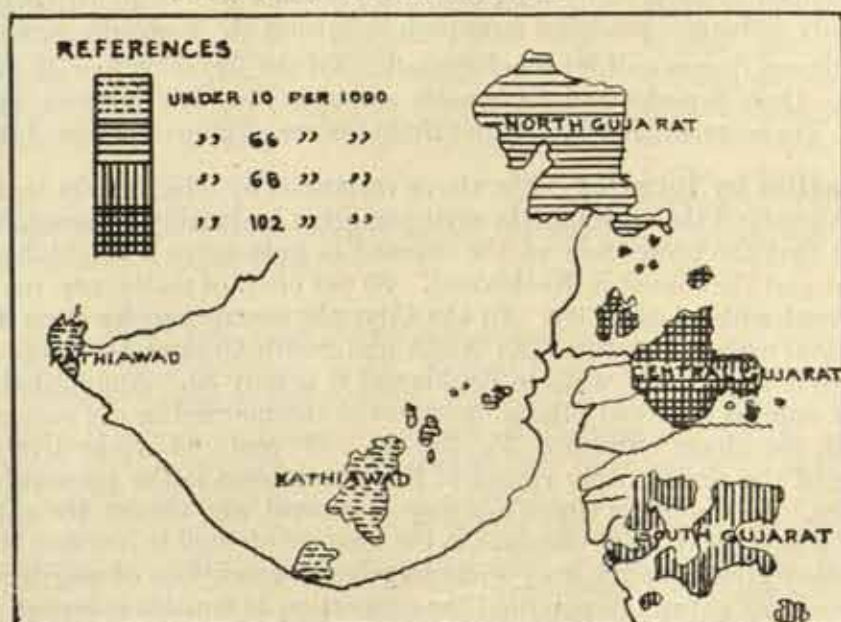 REFERENCES
UNDER 10 PER 1000
„ 66 „ „
„ 68 „ „
„ 102 „ „
NORTH GUJARAT
KATHIAWAD
CENTRAL GUJARAT
KATHIAWAD
SOUTH GUJARAT